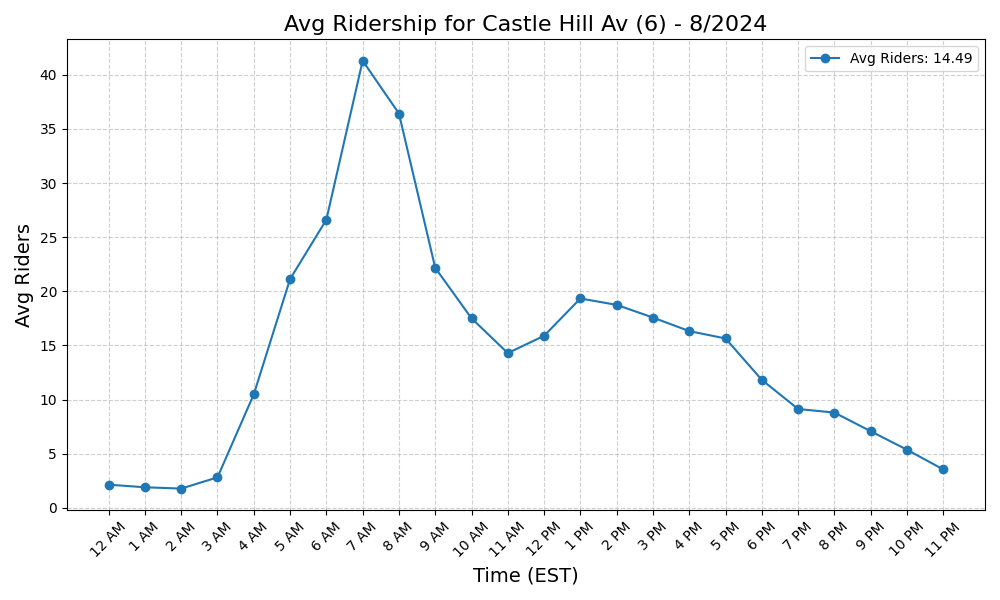 Avg Ridership for Castle Hill Av (6) - 8/2024
Avg Riders: 14.49
Avg Riders
40
35
30
25
20
15
10
5
0
12 AM
1 AM
2 AM
3 AM
4 AM
5 AM
6 AM
7 AM
8 AM
9 AM
10 AM
11 AM
12 PM
1 PM
2 PM
3 PM
4 PM
5 PM
6 PM
7 PM
8 PM
9 PM
10 PM
11 PM
Time (EST)